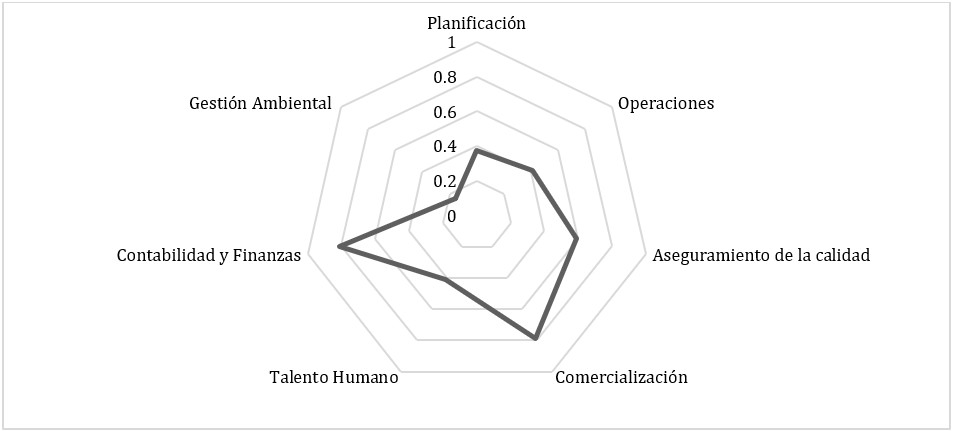 Planificación
1
0.8
0.6
0.4
0.2
0
Operaciones
Aseguramiento de la calidad
Comercialización
Talento Humano
Contabilidad y Finanzas
Gestión Ambiental